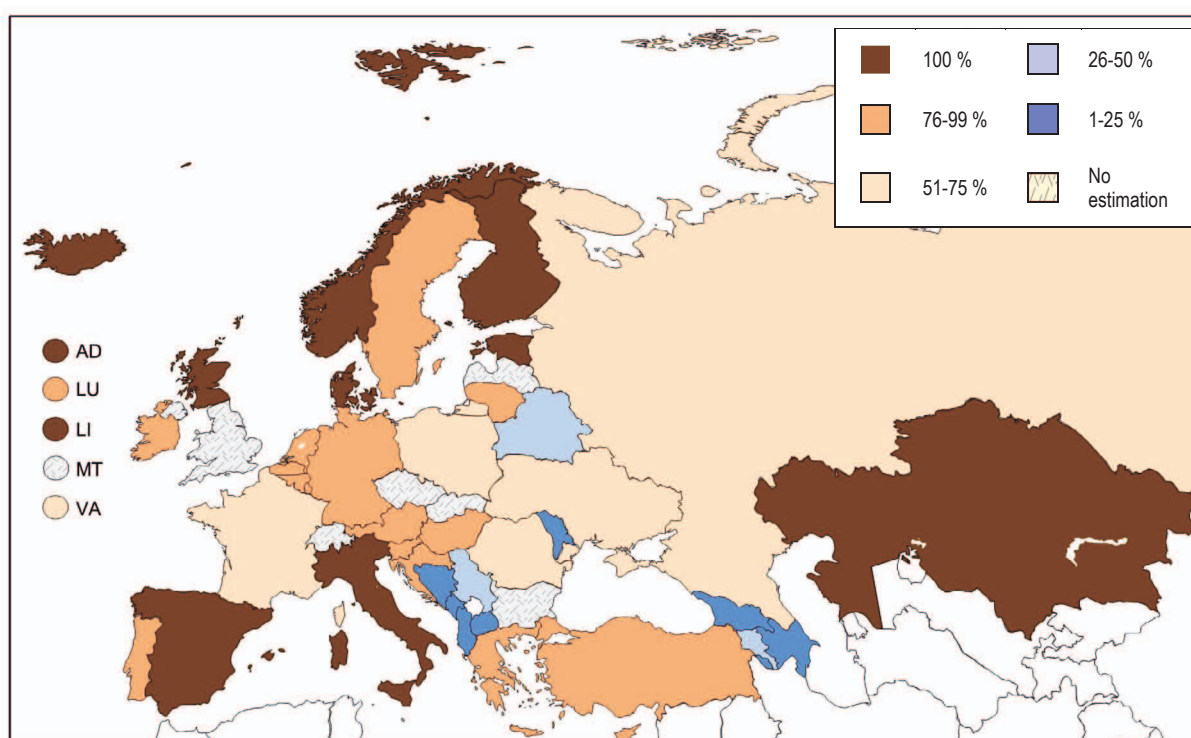 100 %
26-50 %
76-99 %
1-25 %
51-75 %
No
estimation
AD
LU
LI
MT
VA